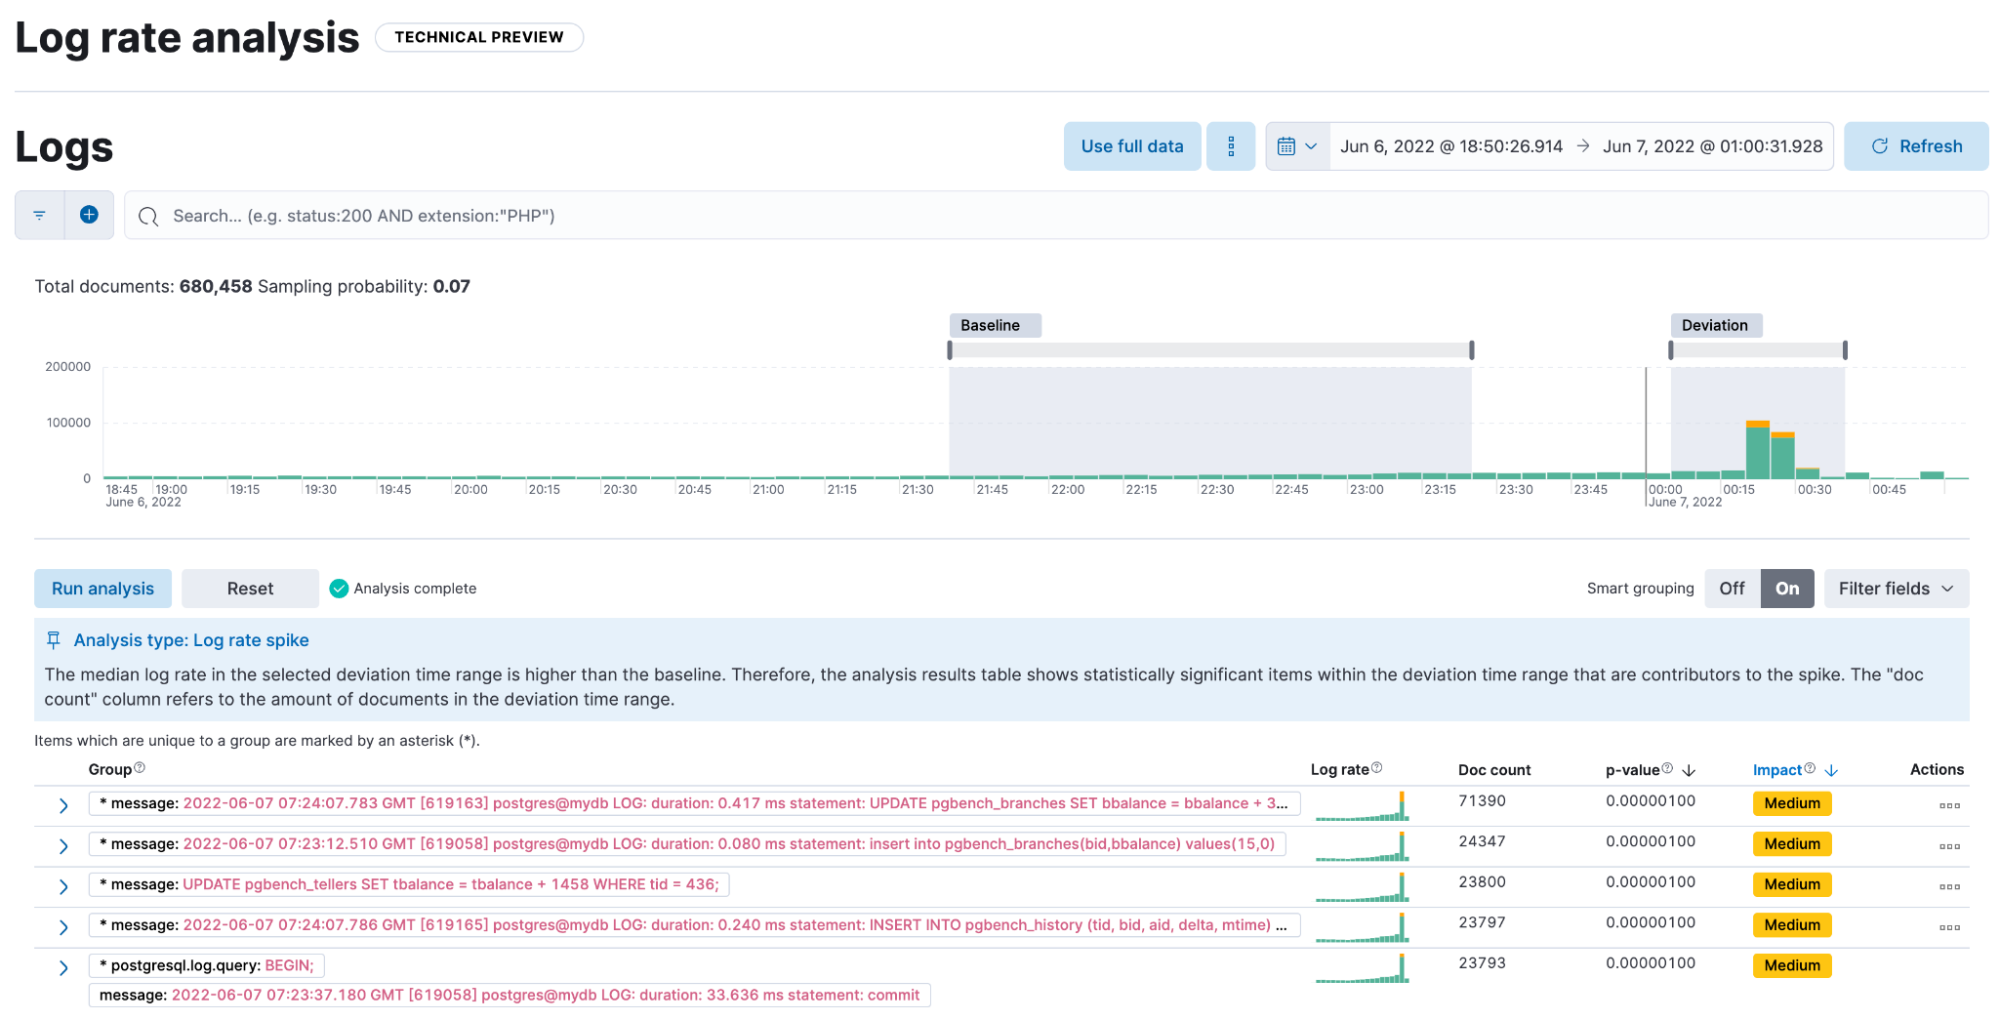 Log rate analysis TECHNICAL PREVIEW
Logs
Use full data
Jun 6, 2022 @ 18:50:26.914 → Jun 7, 2022 @ 01:00:31.928
Refresh
Search... (e.g. status:200 AND extension:"PHP")
Total documents: 680,458 Sampling probability: 0.07
Baseline
Deviation
200000
100000
0
18:45 19:00 19:15 19:30 19:45 20:00 20:15 20:30 20:45 21:00 21:15 21:30 21:45 22:00 22:15 22:30 22:45 23:00 23:15 23:30 23:45 00:00 00:15 00:30 00:45
June 6, 2022 June 7, 2022
Run analysis Reset Analysis complete Smart grouping Off On Filter fields
Analysis type: Log rate spike
The median log rate in the selected deviation time range is higher than the baseline. Therefore, the analysis results table shows statistically significant items within the deviation time range that are contributors to the spike. The "doc
count" column refers to the amount of documents in the deviation time range.
Items which are unique to a group are marked by an asterisk (*).
Group Log rate Doc count p-value Impact Actions
* message: 2022-06-07 07:24:07.783 GMT [619163] postgres@mydb LOG: duration: 0.417 ms statement: UPDATE pgbench_branches SET bbalance = bbalance + 3... 71390 0.00000100 Medium
* message: 2022-06-07 07:23:12.510 GMT [619058] postgres@mydb LOG: duration: 0.080 ms statement: insert into pgbench_branches(bid,bbalance) values(15,0) 24347 0.00000100 Medium
* message: UPDATE pgbench_tellers SET tbalance = tbalance + 1458 WHERE tid = 436; 23800 0.00000100 Medium
* message: 2022-06-07 07:24:07.786 GMT [619165] postgres@mydb LOG: duration: 0.240 ms statement: INSERT INTO pgbench_history (tid, bid, aid, delta, mtime) ... 23797 0.00000100 Medium
* postgresql.log.query: BEGIN; 23793 0.00000100 Medium
message: 2022-06-07 07:23:37.180 GMT [619058] postgres@mydb LOG: duration: 33.636 ms statement: commit